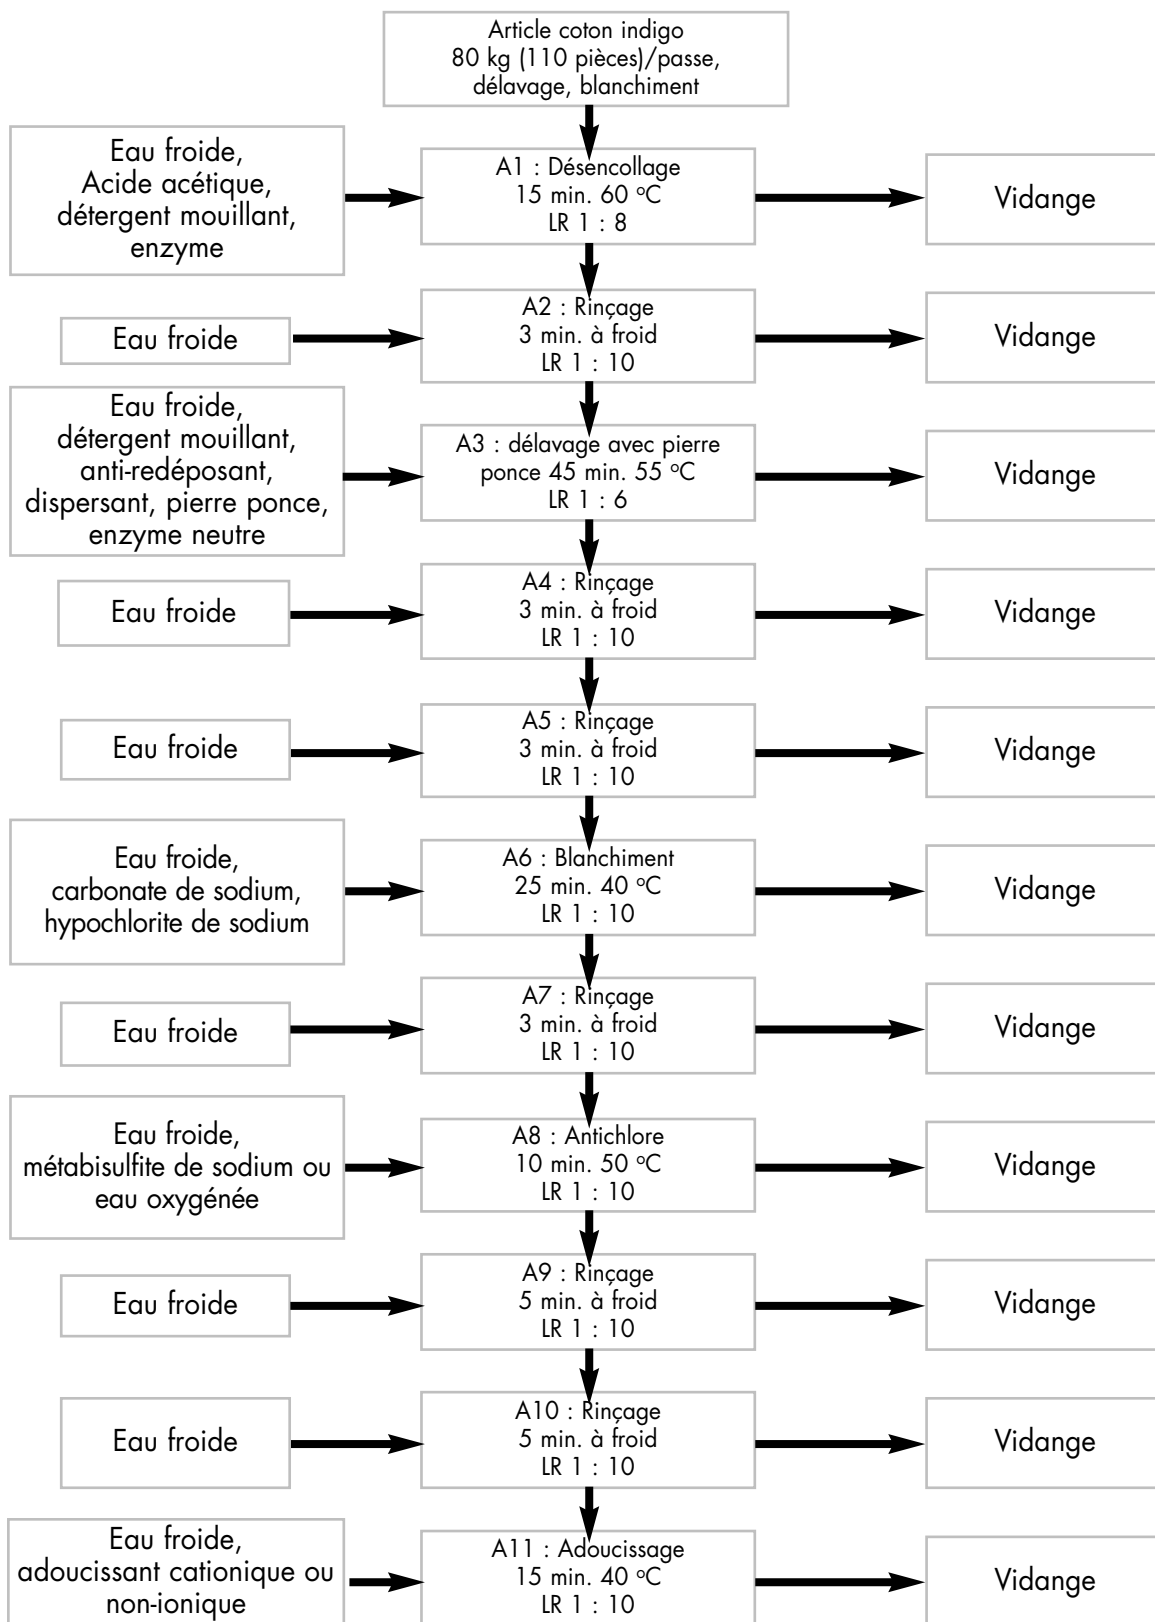 Article coton indigo
80 kg (110 pièces)/passe,
délavage, blanchiment
Eau froide,
Acide acétique,
détergent mouillant,
enzyme
A1 : Désencollage
15 min. 60 °C
LR 1 : 8
Vidange
Eau froide
A2 : Rinçage
3 min. à froid
LR 1 : 10
Vidange
Eau froide,
détergent mouillant,
anti-redéposant,
dispersant, pierre ponce,
enzyme neutre
A3 : délavage avec pierre
ponce 45 min. 55 °C
LR 1 : 6
Vidange
Eau froide
A4 : Rinçage
3 min. à froid
LR 1 : 10
Vidange
Eau froide
A5 : Rinçage
3 min. à froid
LR 1 : 10
Vidange
Eau froide,
carbonate de sodium,
hypochlorite de sodium
A6 : Blanchiment
25 min. 40 °C
LR 1 : 10
Vidange
Eau froide
A7 : Rinçage
3 min. à froid
LR 1 : 10
Vidange
Eau froide,
métabisulfite de sodium ou
eau oxygénée
A8 : Antichlore
10 min. 50 °C
LR 1 : 10
Vidange
Eau froide
A9 : Rinçage
5 min. à froid
LR 1 : 10
Vidange
Eau froide
A10 : Rinçage
5 min. à froid
LR 1 : 10
Vidange
Eau froide,
adoucissant cationique ou
non-ionique
A11 : Adoucissage
15 min. 40 °C
LR 1 : 10
Vidange